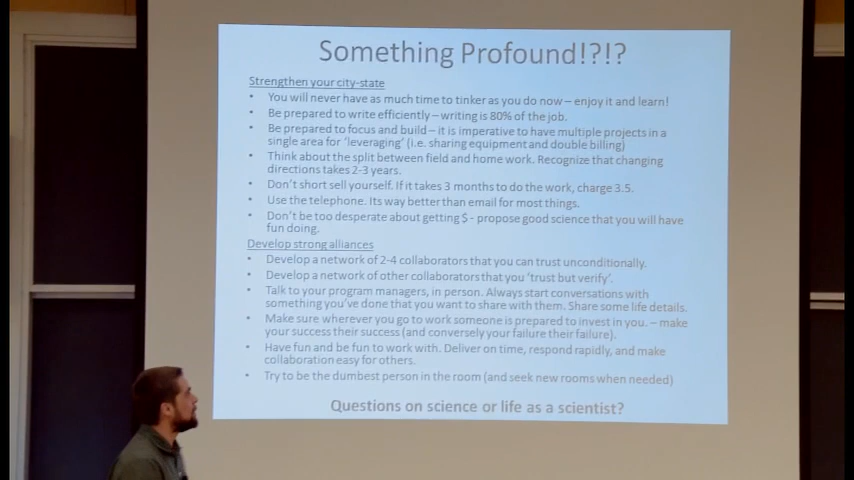 Something Profound!?!?
Strengthen your city-state
• You will never have as much time to tinker as you do now – enjoy it and learn!
• Be prepared to write efficiently – writing is 80% of the job.
• Be prepared to focus and build – it is imperative to have multiple projects in a
single area for 'leveraging' (i.e. sharing equipment and double billing)
• Think about the split between field and home work. Recognize that changing
directions takes 2-3 years.
• Don't short sell yourself. If it takes 3 months to do the work, charge 3.5.
• Use the telephone. Its way better than email for most things.
• Don't be too desperate about getting $ - propose good science that you will have
fun doing.
Develop strong alliances
• Develop a network of 2-4 collaborators that you can trust unconditionally.
• Develop a network of other collaborators that you 'trust but verify'.
• Talk to your program managers, in person. Always start conversations with
something you've done that you want to share with them. Share some life details.
• Make sure wherever you go to work someone is prepared to invest in you. – make
your success their success (and conversely your failure their failure).
• Have fun and be fun to work with. Deliver on time, respond rapidly, and make
collaboration easy for others.
• Try to be the dumbest person in the room (and seek new rooms when needed)
Questions on science or life as a scientist?